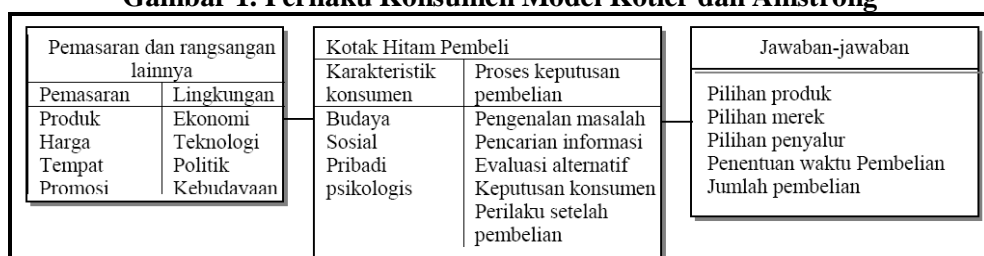 Gambar 1. Perilaku Konsumen Model Kotler dan Amstrong
Pemasaran dan rangsangan
lainnya
Pemasaran
Lingkungan
Produk
Ekonomi
Harga
Teknologi
Tempat
Politik
Promosi
Kebudayaan
Kotak Hitam Pembeli
Karakteristik
konsumen
Proses keputusan
pembelian
Budaya
Sosial
Pribadi
psikologis
Pengenalan masalah
Pencarian informasi
Evaluasi alternatif
Keputusan konsumen
Perilaku setelah
pembelian
Jawaban-jawaban
Pilihan produk
Pilihan merek
Pilihan penyalur
Penentuan waktu Pembelian
Jumlah pembelian